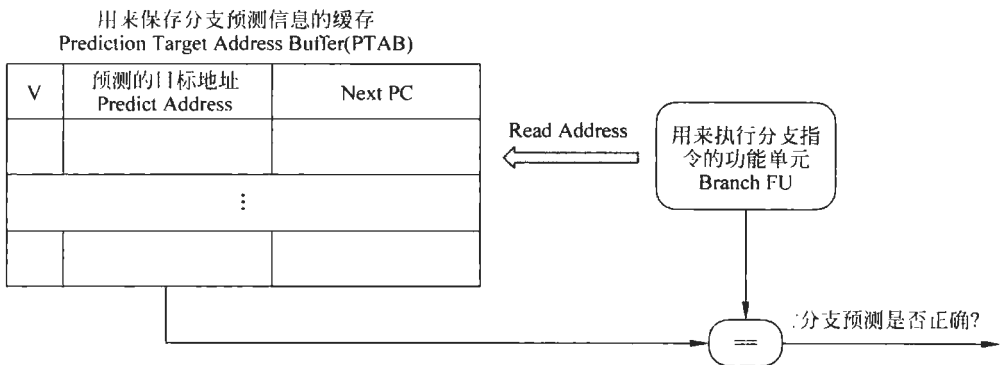 用来保存分支预测信息的缓存
Prediction Target Address Buffer(PTAB)
V
预测的目标地址
Predict Address
Next PC
⋮
Read Address
用来执行分支指
令的功能单元
Branch FU
==
分支预测是否正确?